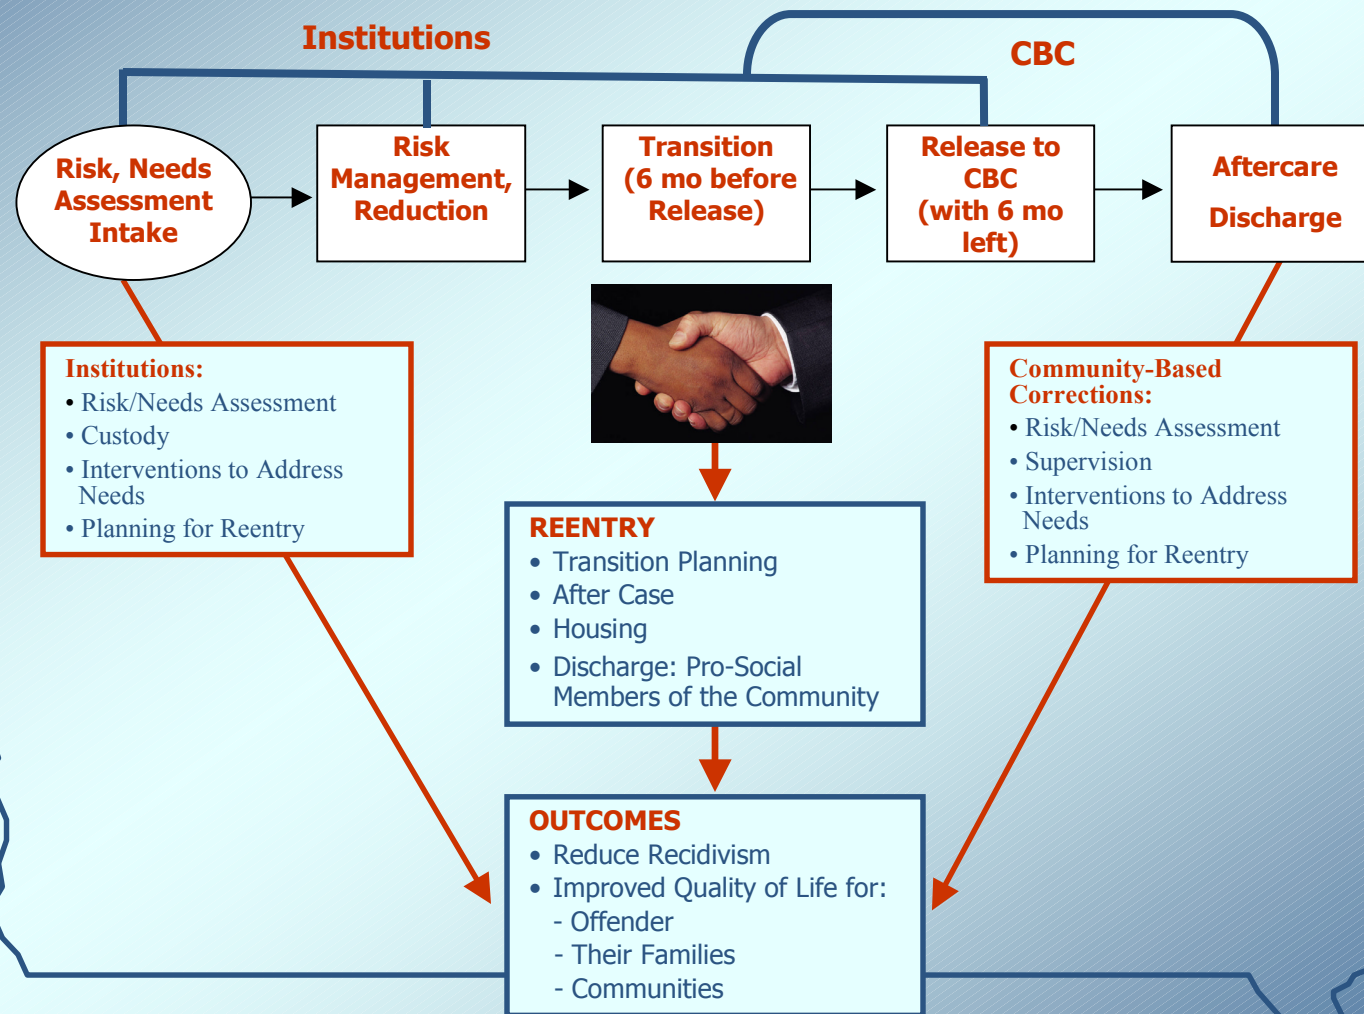 Institutions
CBC
Risk, Needs
Assessment
Intake
Risk
Management,
Reduction
Transition
(6 mo before
Release)
Release to
CBC
(with 6 mo
left)
Aftercare
Discharge
Institutions:
• Risk/Needs Assessment
• Custody
• Interventions to Address
Needs
• Planning for Reentry
Community-Based
Corrections:
• Risk/Needs Assessment
• Supervision
• Interventions to Address
Needs
• Planning for Reentry
REENTRY
• Transition Planning
• After Case
• Housing
• Discharge: Pro-Social
Members of the Community
OUTCOMES
• Reduce Recidivism
• Improved Quality of Life for:
- Offender
- Their Families
- Communities